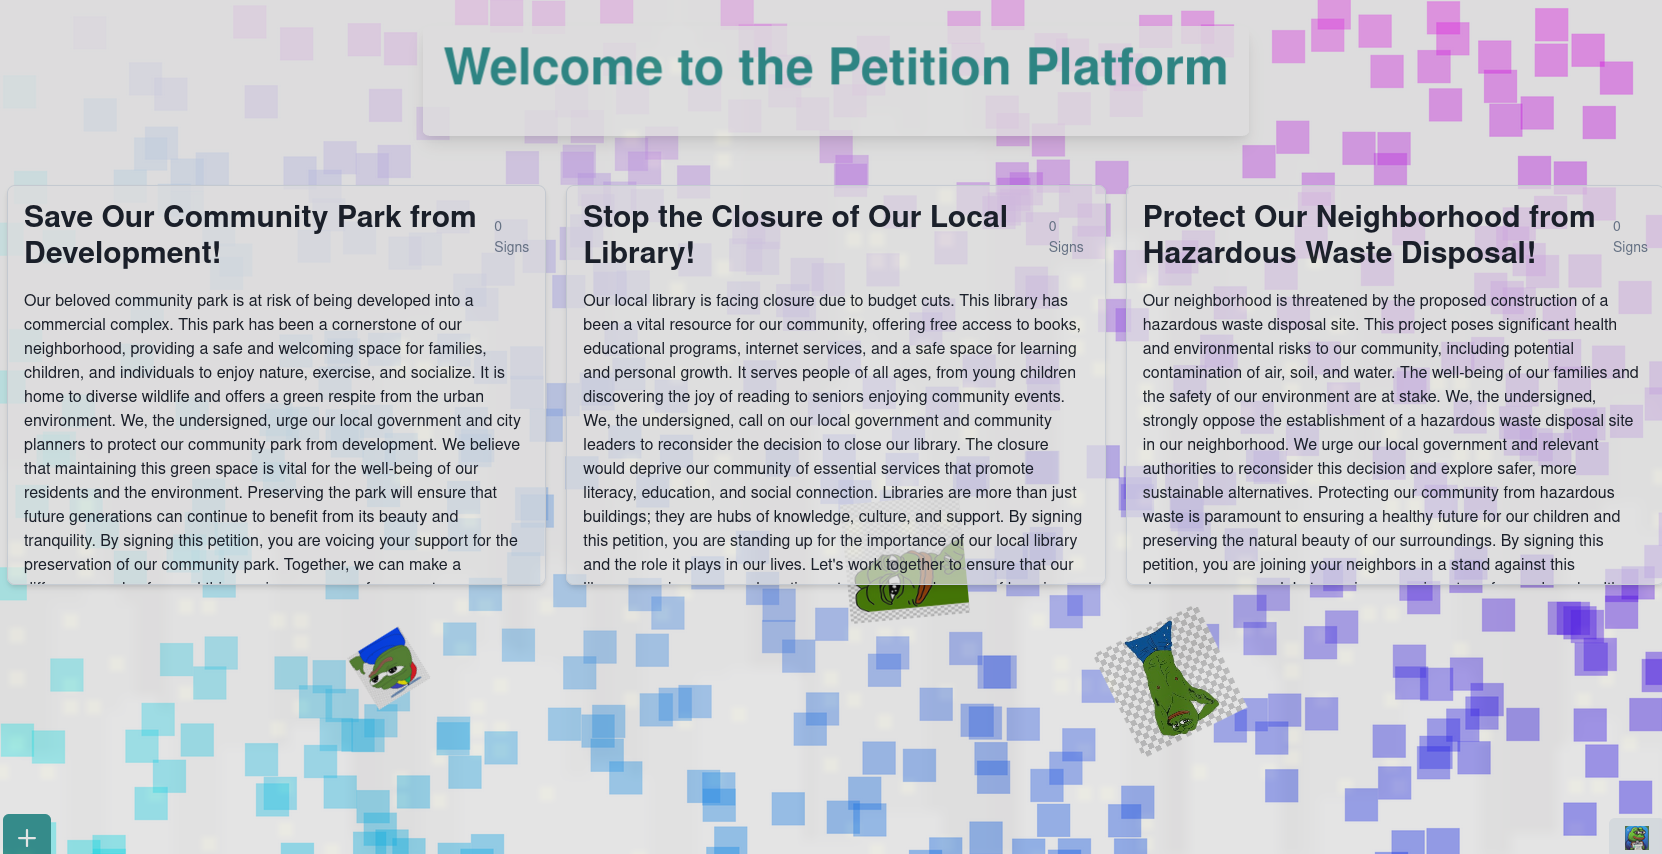 Welcome to the Petition Platform
Save Our Community Park from
Development!
0
Signs
Our beloved community park is at risk of being developed into a
commercial complex. This park has been a cornerstone of our
neighborhood, providing a safe and welcoming space for families,
children, and individuals to enjoy nature, exercise, and socialize. It is
home to diverse wildlife and offers a green respite from the urban
environment. We, the undersigned, urge our local government and city
planners to protect our community park from development. We believe
that maintaining this green space is vital for the well-being of our
residents and the environment. Preserving the park will ensure that
future generations can continue to benefit from its beauty and
tranquility. By signing this petition, you are voicing your support for the
preservation of our community park. Together, we can make a
Stop the Closure of Our Local
Library!
0
Signs
Our local library is facing closure due to budget cuts. This library has
been a vital resource for our community, offering free access to books,
educational programs, internet services, and a safe space for learning
and personal growth. It serves people of all ages, from young children
discovering the joy of reading to seniors enjoying community events.
We, the undersigned, call on our local government and community
leaders to reconsider the decision to close our library. The closure
would deprive our community of essential services that promote
literacy, education, and social connection. Libraries are more than just
buildings; they are hubs of knowledge, culture, and support. By signing
this petition, you are standing up for the importance of our local library
and the role it plays in our lives. Let's work together to ensure that our
Protect Our Neighborhood from
Hazardous Waste Disposal!
0
Signs
Our neighborhood is threatened by the proposed construction of a
hazardous waste disposal site. This project poses significant health
and environmental risks to our community, including potential
contamination of air, soil, and water. The well-being of our families and
the safety of our environment are at stake. We, the undersigned,
strongly oppose the establishment of a hazardous waste disposal site
in our neighborhood. We urge our local government and relevant
authorities to reconsider this decision and explore safer, more
sustainable alternatives. Protecting our community from hazardous
waste is paramount to ensuring a healthy future for our children and
preserving the natural beauty of our surroundings. By signing this
petition, you are joining your neighbors in a stand against this